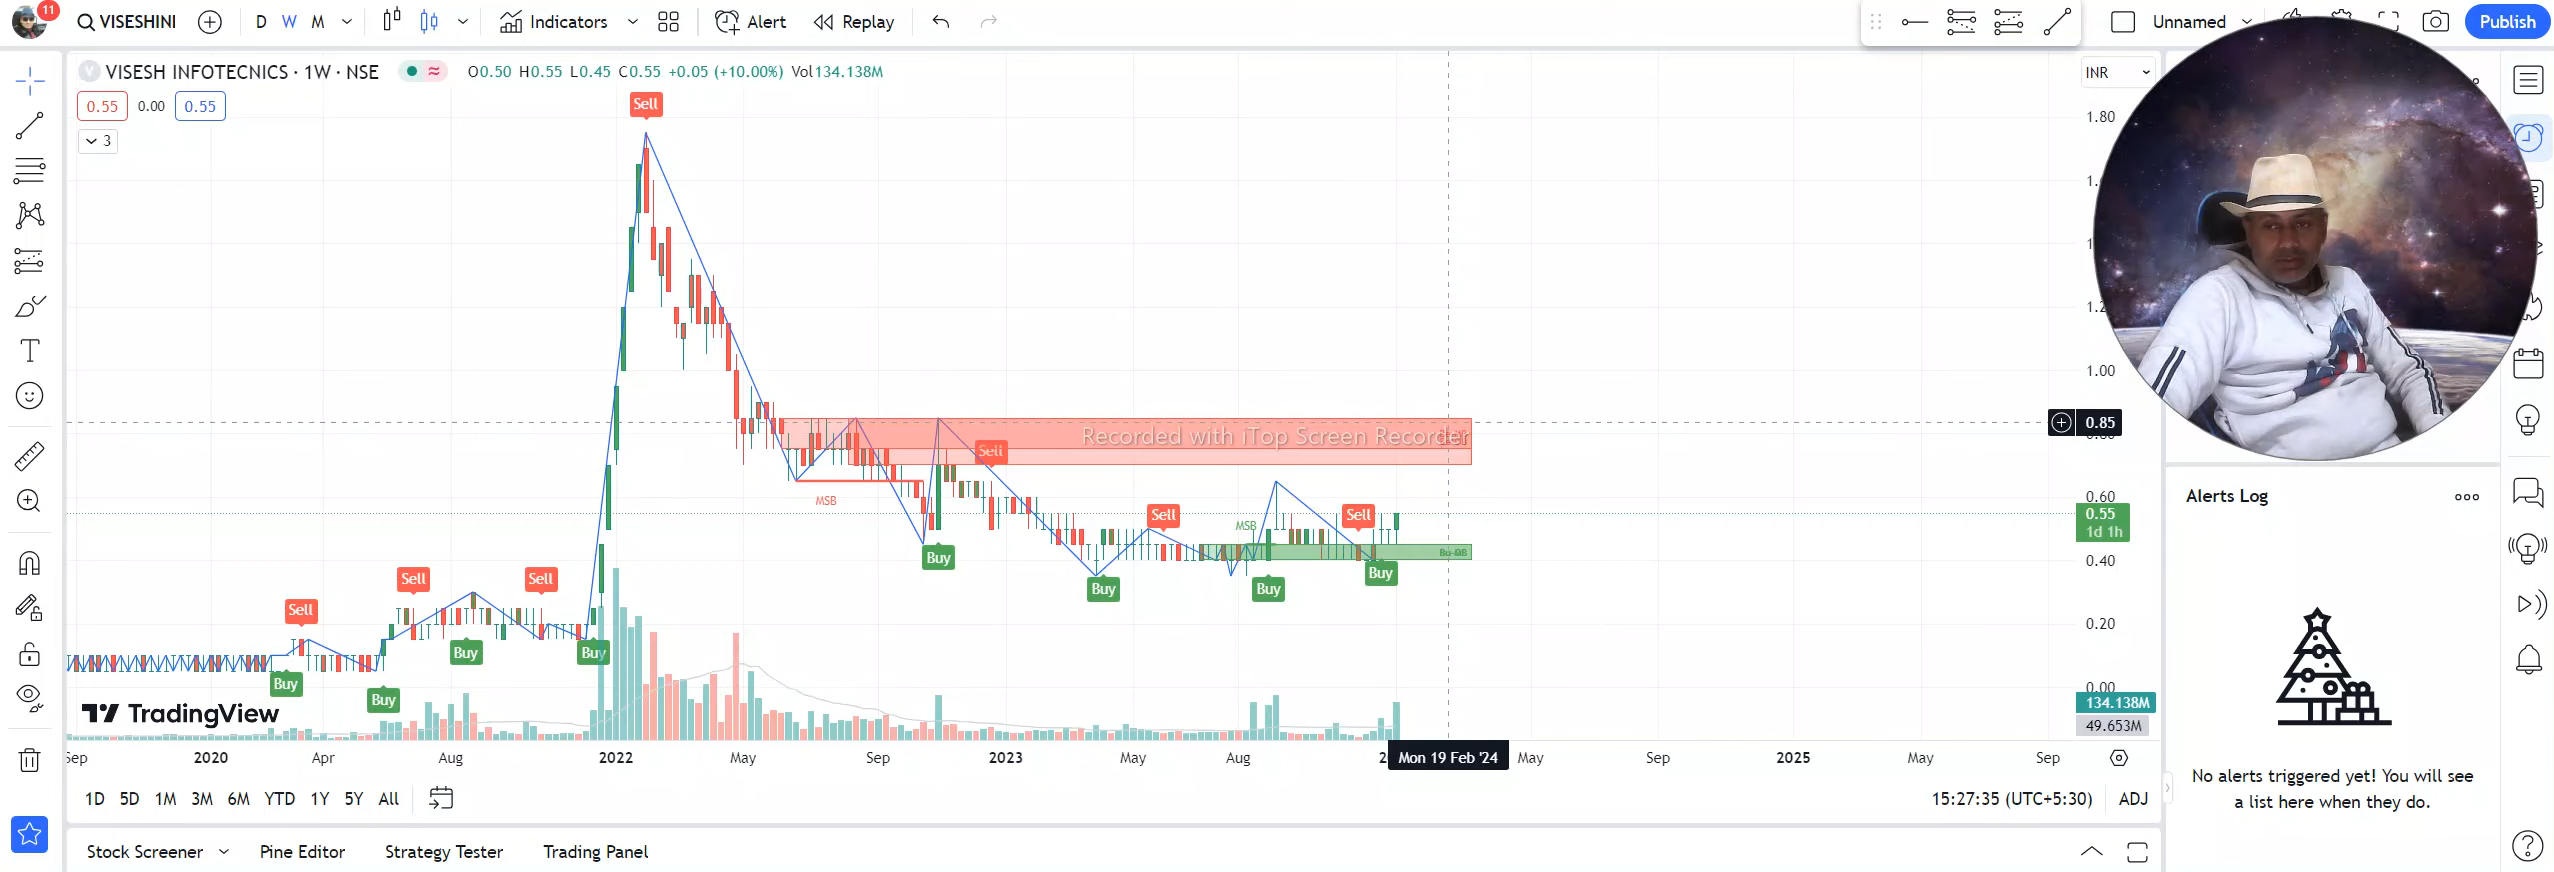 11
VISESHINI
D W M
Indicators
Alert
Replay
Unnamed
Publish
VISESH INFOTECNICS · 1W · NSE
O0.50 H0.55 L0.45 C0.55 +0.05 (+10.00%) Vol134.138M
INR
0.55 0.00 0.55
3
Sell
1.80
1.00
0.85
Recorded with iTop Screen Recorder
Sell
MSB
0.60
Sell
MSB
Sell
0.55
1d 1h
Buy
Bu-OB
0.40
Buy
Buy
Buy
Sell
Sell
Sell
0.20
Buy
Buy
Buy
Buy
0.00
134.138M
49.653M
TradingView
Sep 2020 Apr Aug 2022 May Sep 2023 May Aug Mon 19 Feb '24 May Sep 2025 May Sep
1D 5D 1M 3M 6M YTD 1Y 5Y All
15:27:35 (UTC+5:30) ADJ
Stock Screener Pine Editor Strategy Tester Trading Panel
Alerts Log
No alerts triggered yet! You will see
a list here when they do.